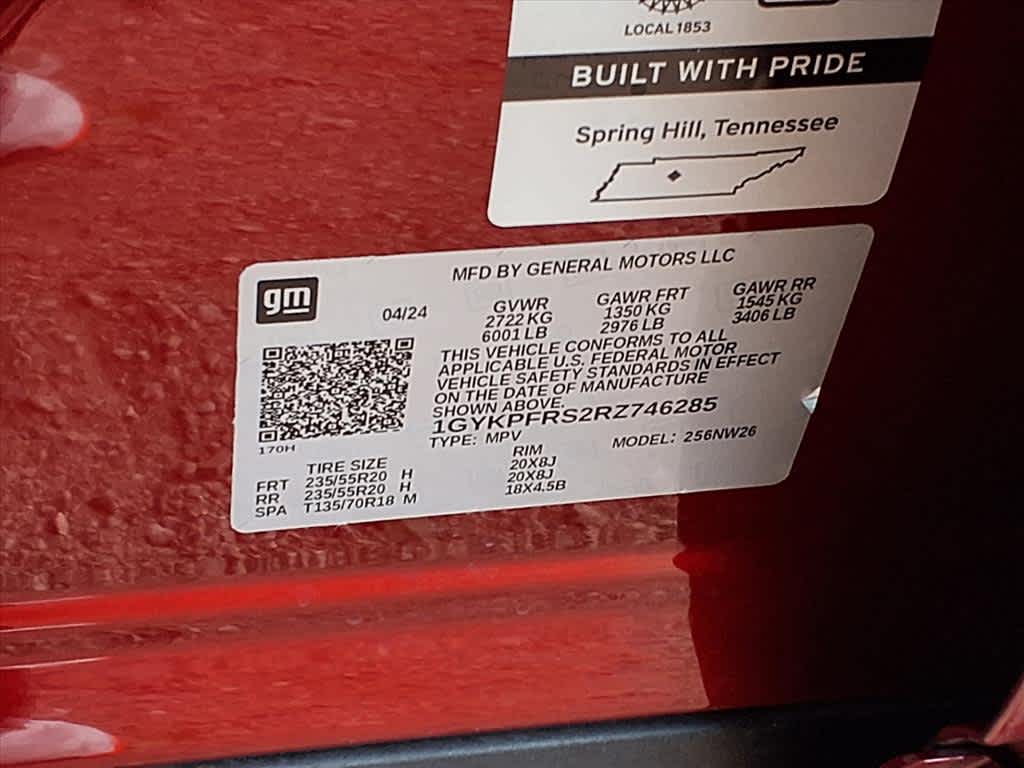 LOCAL 1853
BUILT WITH PRIDE
Spring Hill, Tennessee
MFD BY GENERAL MOTORS LLC
gm
04/24
GVWR GAWR FRT GAWR RR
2722 KG 1350 KG 1545 KG
6001 LB 2976 LB 3406 LB
THIS VEHICLE CONFORMS TO ALL
APPLICABLE U.S. FEDERAL MOTOR
VEHICLE SAFETY STANDARDS IN EFFECT
ON THE DATE OF MANUFACTURE
SHOWN ABOVE.
1GYKPFRS2RZ746285
TYPE: MPV MODEL: 256NW26
170H
TIRE SIZE RIM
FRT 235/55R20 H 20X8J
RR 235/55R20 H 20X8J
SPA T135/70R18 M 18X4.5B